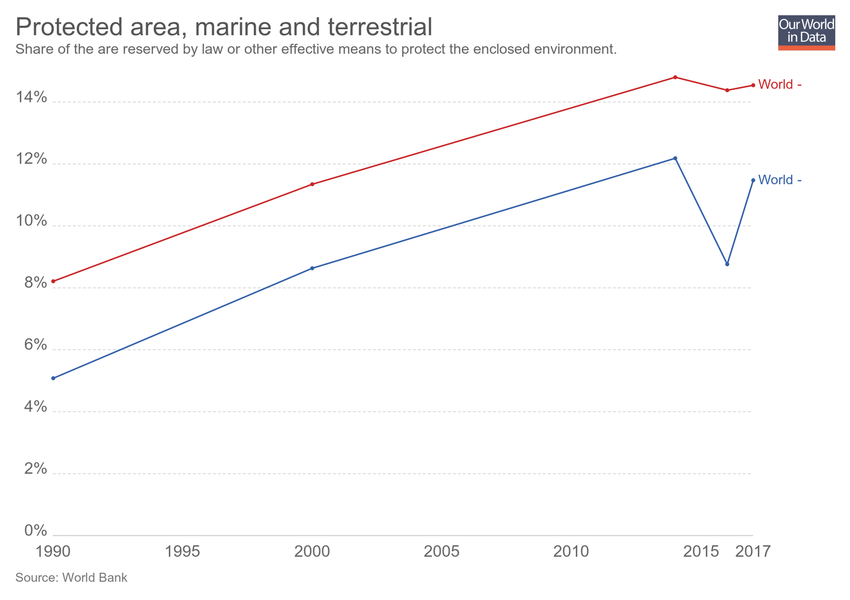 Protected area, marine and terrestrial
Our World
in Data
Share of the are reserved by law or other effective means to protect the enclosed environment.
World -
14%
12%
World -
10%
8%
6%
4%
2%
0%
1990 1995 2000 2005 2010 2015 2017
Source: World Bank